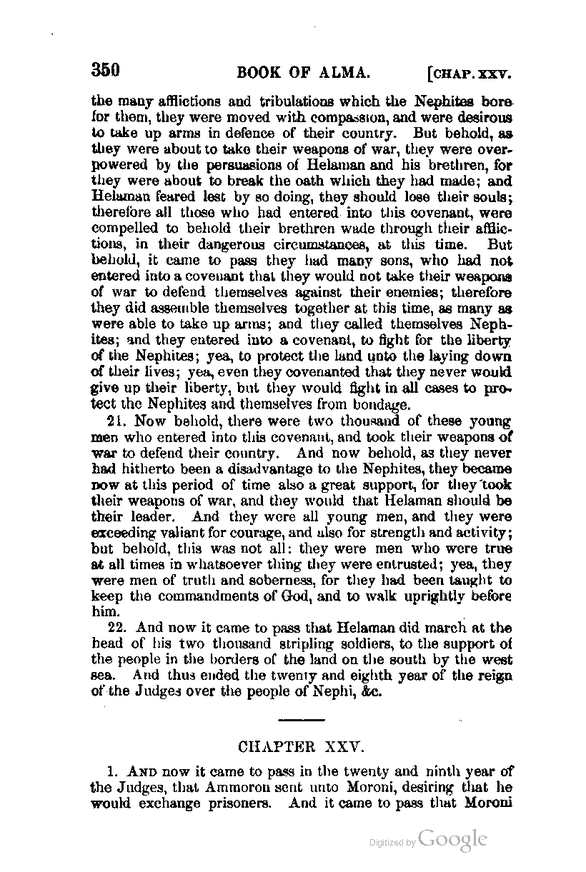 350 BOOK OF ALMA. [CHAP. XXV.
the many afflictions and tribulations which the Nephites bore
for them, they were moved with compassion, and were desirous
to take up arms in defence of their country. But behold, as
they were about to take their weapons of war, they were over-
powered by the persuasions of Helaman and his brethren, for
they were about to break the oath which they had made; and
Helaman feared lest by so doing, they should lose their souls;
therefore all those who had entered into this covenant, were
compelled to behold their brethren wade through their afflic-
tions, in their dangerous circumstances, at this time. But
behold, it came to pass they had many sons, who had not
entered into a covenant that they would not take their weapons
of war to defend themselves against their enemies; therefore
they did assemble themselves together at this time, as many as
were able to take up arms; and they called themselves Neph-
ites; and they entered into a covenant, to fight for the liberty
of the Nephites; yea, to protect the land unto the laying down
of their lives; yea, even they covenanted that they never would
give up their liberty, but they would fight in all cases to pro-
tect the Nephites and themselves from bondage.
21. Now behold, there were two thousand of these young
men who entered into this covenant, and took their weapons of
war to defend their country. And now behold, as they never
had hitherto been a disadvantage to the Nephites, they became
now at this period of time also a great support, for they took
their weapons of war, and they would that Helaman should be
their leader. And they were all young men, and they were
exceeding valiant for courage, and also for strength and activity;
but behold, this was not all: they were men who were true
at all times in whatsoever thing they were entrusted; yea, they
were men of truth and soberness, for they had been taught to
keep the commandments of God, and to walk uprightly before
him.
22. And now it came to pass that Helaman did march at the
head of his two thousand stripling soldiers, to the support of
the people in the borders of the land on the south by the west
sea. And thus ended the twenty and eighth year of the reign
of the Judges over the people of Nephi, &c.
CHAPTER XXV.
1. AND now it came to pass in the twenty and ninth year of
the Judges, that Ammoron sent unto Moroni, desiring that he
would exchange prisoners. And it came to pass that Moroni
Digitized by Google